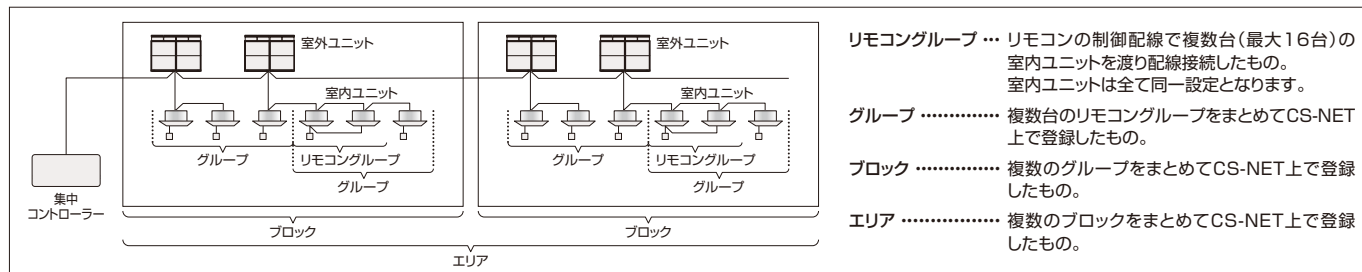 室外ユニット
室外ユニット
室内ユニット
室内ユニット
グループ
リモコングループ
グループ
グループ
リモコングループ
グループ
集中
コントローラー
ブロック
ブロック
エリア
リモコングループ … リモコンの制御配線で複数台(最大16台)の
室内ユニットを渡り配線接続したもの。
室内ユニットは全て同一設定となります。
グループ ………… 複数台のリモコングループをまとめてCS-NET
上で登録したもの。
ブロック ………… 複数のグループをまとめてCS-NET上で登録
したもの。
エリア …………… 複数のブロックをまとめてCS-NET上で登録
したもの。